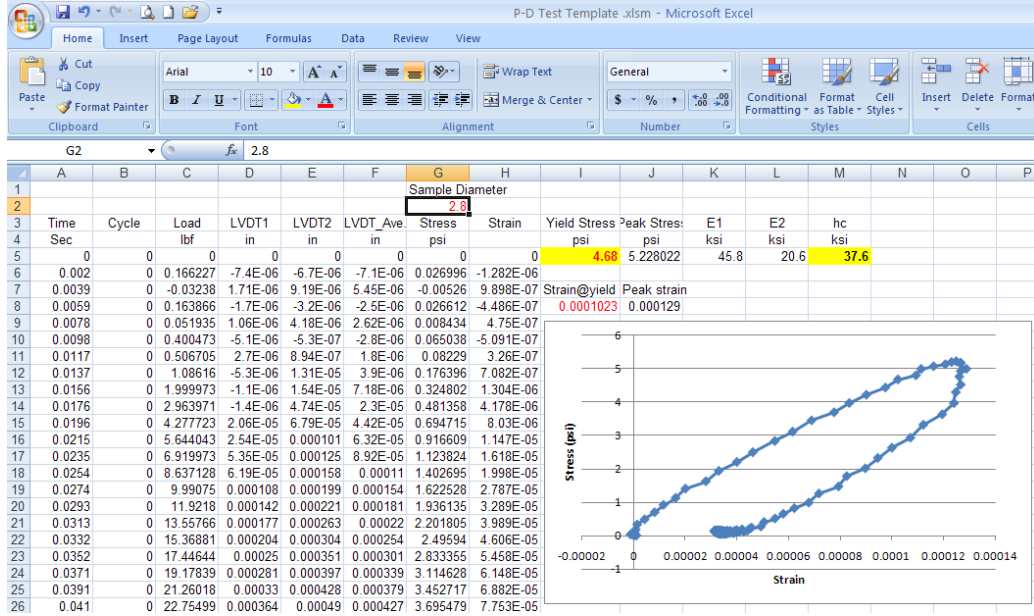 P-D Test Template .xlsm - Microsoft Excel
Home Insert Page Layout Formulas Data Review View
Cut
Copy
Format Painter
Paste
Clipboard
Arial 10 A A
B I U A
Font
Wrap Text
Merge & Center
Alignment
General
$ % , .00 .0
Number
Conditional Formatting
Format as Table
Cell Styles
Styles
Insert Delete Format
Cells
G2 fx 2.8
A B C D E F G H I J K L M N O P
1 Sample Diameter
2 2.8
3 Time Cycle Load LVDT1 LVDT2 LVDT_Ave. Stress Strain Yield Stress Peak Stress E1 E2 hc
4 Sec lbf in in in psi psi psi ksi ksi ksi
5 0 0 0 0 0 0 0 0 4.68 5.228022 45.8 20.6 37.6
6 0.002 0 0.166227 -7.4E-06 -6.7E-06 -7.1E-06 0.026996 -1.282E-06
7 0.0039 0 -0.03238 1.71E-06 9.19E-06 5.45E-06 -0.00526 9.898E-07 Strain@yield Peak strain
8 0.0059 0 0.163866 -1.7E-06 -3.2E-06 -2.5E-06 0.026612 -4.486E-07 0.0001023 0.000129
9 0.0078 0 0.051935 1.06E-06 4.18E-06 2.62E-06 0.008434 4.75E-07
10 0.0098 0 0.400473 -5.1E-06 -5.3E-07 -2.8E-06 0.065038 -5.091E-07
11 0.0117 0 0.506705 2.7E-06 8.94E-07 1.8E-06 0.08229 3.26E-07
12 0.0137 0 1.08616 -5.3E-06 1.31E-05 3.9E-06 0.176396 7.082E-07
13 0.0156 0 1.999973 -1.1E-06 1.54E-05 7.18E-06 0.324802 1.304E-06
14 0.0176 0 2.963971 -1.4E-06 4.74E-05 2.3E-05 0.481358 4.178E-06
15 0.0196 0 4.277723 2.06E-05 6.79E-05 4.42E-05 0.694715 8.03E-06
16 0.0215 0 5.644043 2.54E-05 0.000101 6.32E-05 0.916609 1.147E-05
17 0.0235 0 6.919973 5.35E-05 0.000125 8.92E-05 1.123824 1.618E-05
18 0.0254 0 8.637128 6.19E-05 0.000158 0.00011 1.402695 1.998E-05
19 0.0274 0 9.99075 0.000108 0.000199 0.000154 1.622528 2.787E-05
20 0.0293 0 11.9218 0.000142 0.000221 0.000181 1.936135 3.289E-05
21 0.0313 0 13.55766 0.000177 0.000263 0.00022 2.201805 3.989E-05
22 0.0332 0 15.36881 0.000204 0.000304 0.000254 2.49594 4.606E-05
23 0.0352 0 17.44644 0.00025 0.000351 0.000301 2.833355 5.458E-05
24 0.0371 0 19.17839 0.000281 0.000397 0.000339 3.114628 6.148E-05
25 0.0391 0 21.26018 0.00033 0.000428 0.000379 3.452717 6.882E-05
26 0.041 0 22.75499 0.000364 0.00049 0.000427 3.695479 7.753E-05
6
5
4
3
2
1
0
-1
Stress (psi)
-0.00002 0 0.00002 0.00004 0.00006 0.00008 0.0001 0.00012 0.00014
Strain